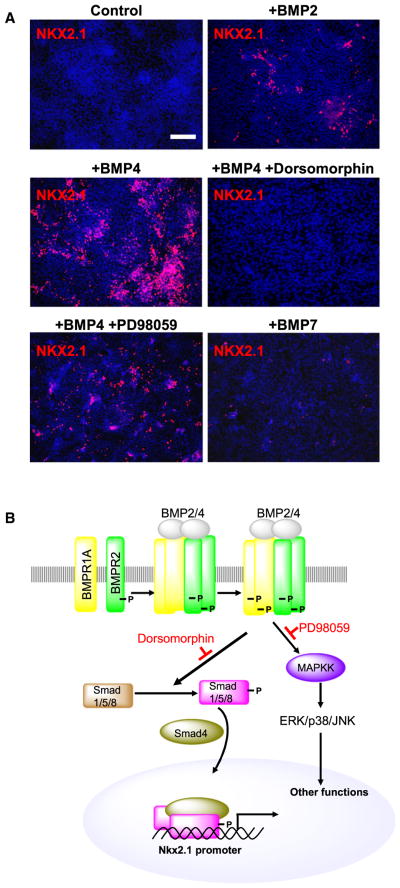 A
Control
+BMP2
NKX2.1
NKX2.1
+BMP4
+BMP4 +Dorsomorphin
NKX2.1
NKX2.1
+BMP4 +PD98059
+BMP7
NKX2.1
NKX2.1
B
BMP2/4
BMP2/4
BMPR1A
BMPR2
P
P
P
P
P
P
Dorsomorphin
PD98059
MAPKK
Smad
1/5/8
Smad
1/5/8
P
Smad4
ERK/p38/JNK
Other functions
P
Nkx2.1 promoter